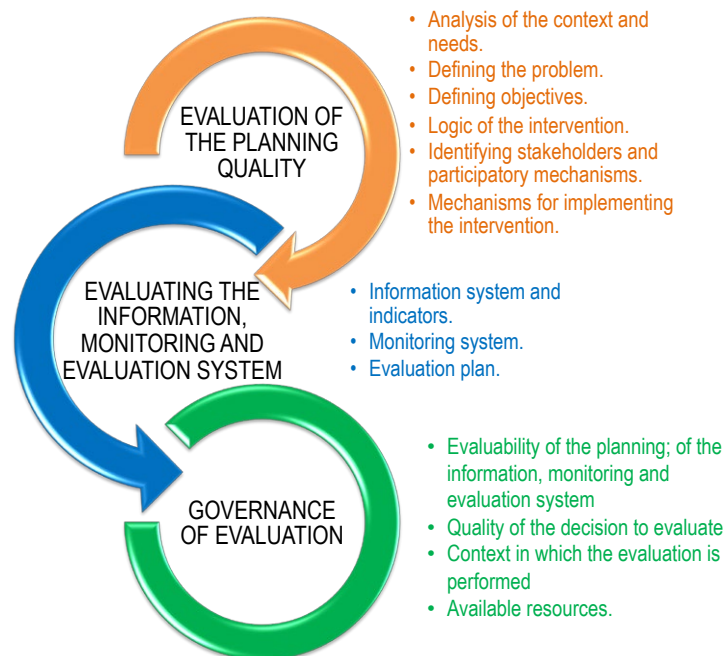 EVALUATION OF
THE PLANNING
QUALITY
• Analysis of the context and
needs.
• Defining the problem.
• Defining objectives.
• Logic of the intervention.
• Identifying stakeholders and
participatory mechanisms.
• Mechanisms for implementing
the intervention.
EVALUATING THE
INFORMATION,
MONITORING AND
EVALUATION SYSTEM
• Information system and
indicators.
• Monitoring system.
• Evaluation plan.
GOVERNANCE
OF EVALUATION
• Evaluability of the planning; of the
information, monitoring and
evaluation system
• Quality of the decision to evaluate
• Context in which the evaluation is
performed
• Available resources.